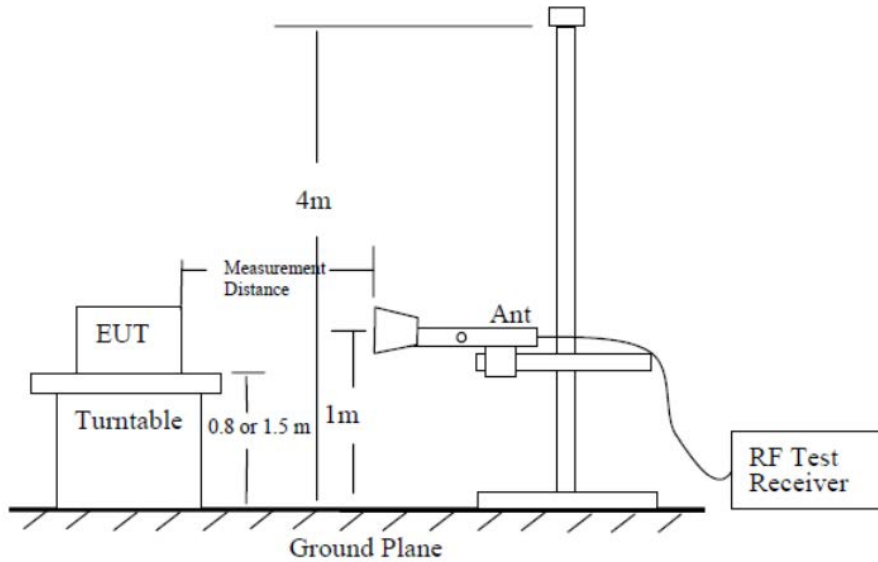 4m
Measurement
Distance
EUT
Ant
Turntable
0.8 or 1.5 m
1m
RF Test
Receiver
Ground Plane